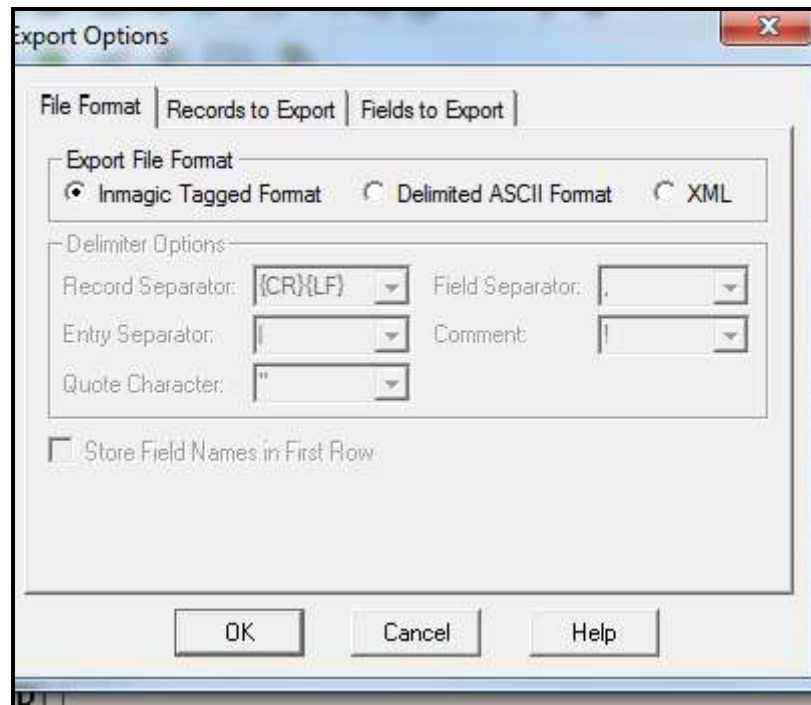 Export Options
File Format Records to Export Fields to Export
Export File Format
Inmagic Tagged Format Delimited ASCII Format XML
Delimiter Options
Record Separator: {CR}{LF} Field Separator: ,
Entry Separator: | Comment: !
Quote Character: "
Store Field Names in First Row
OK Cancel Help